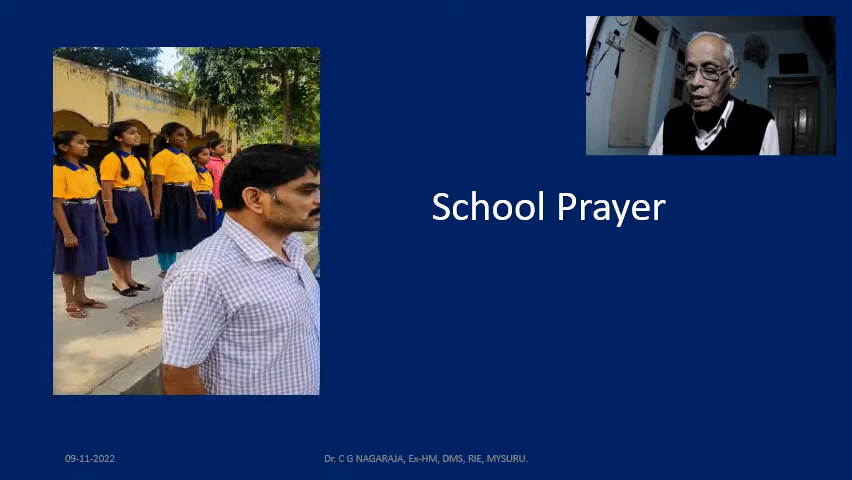 School Prayer
09-11-2022
Dr. C G NAGARAJA, Ex-HM, DMS, RIE, MYSURU.